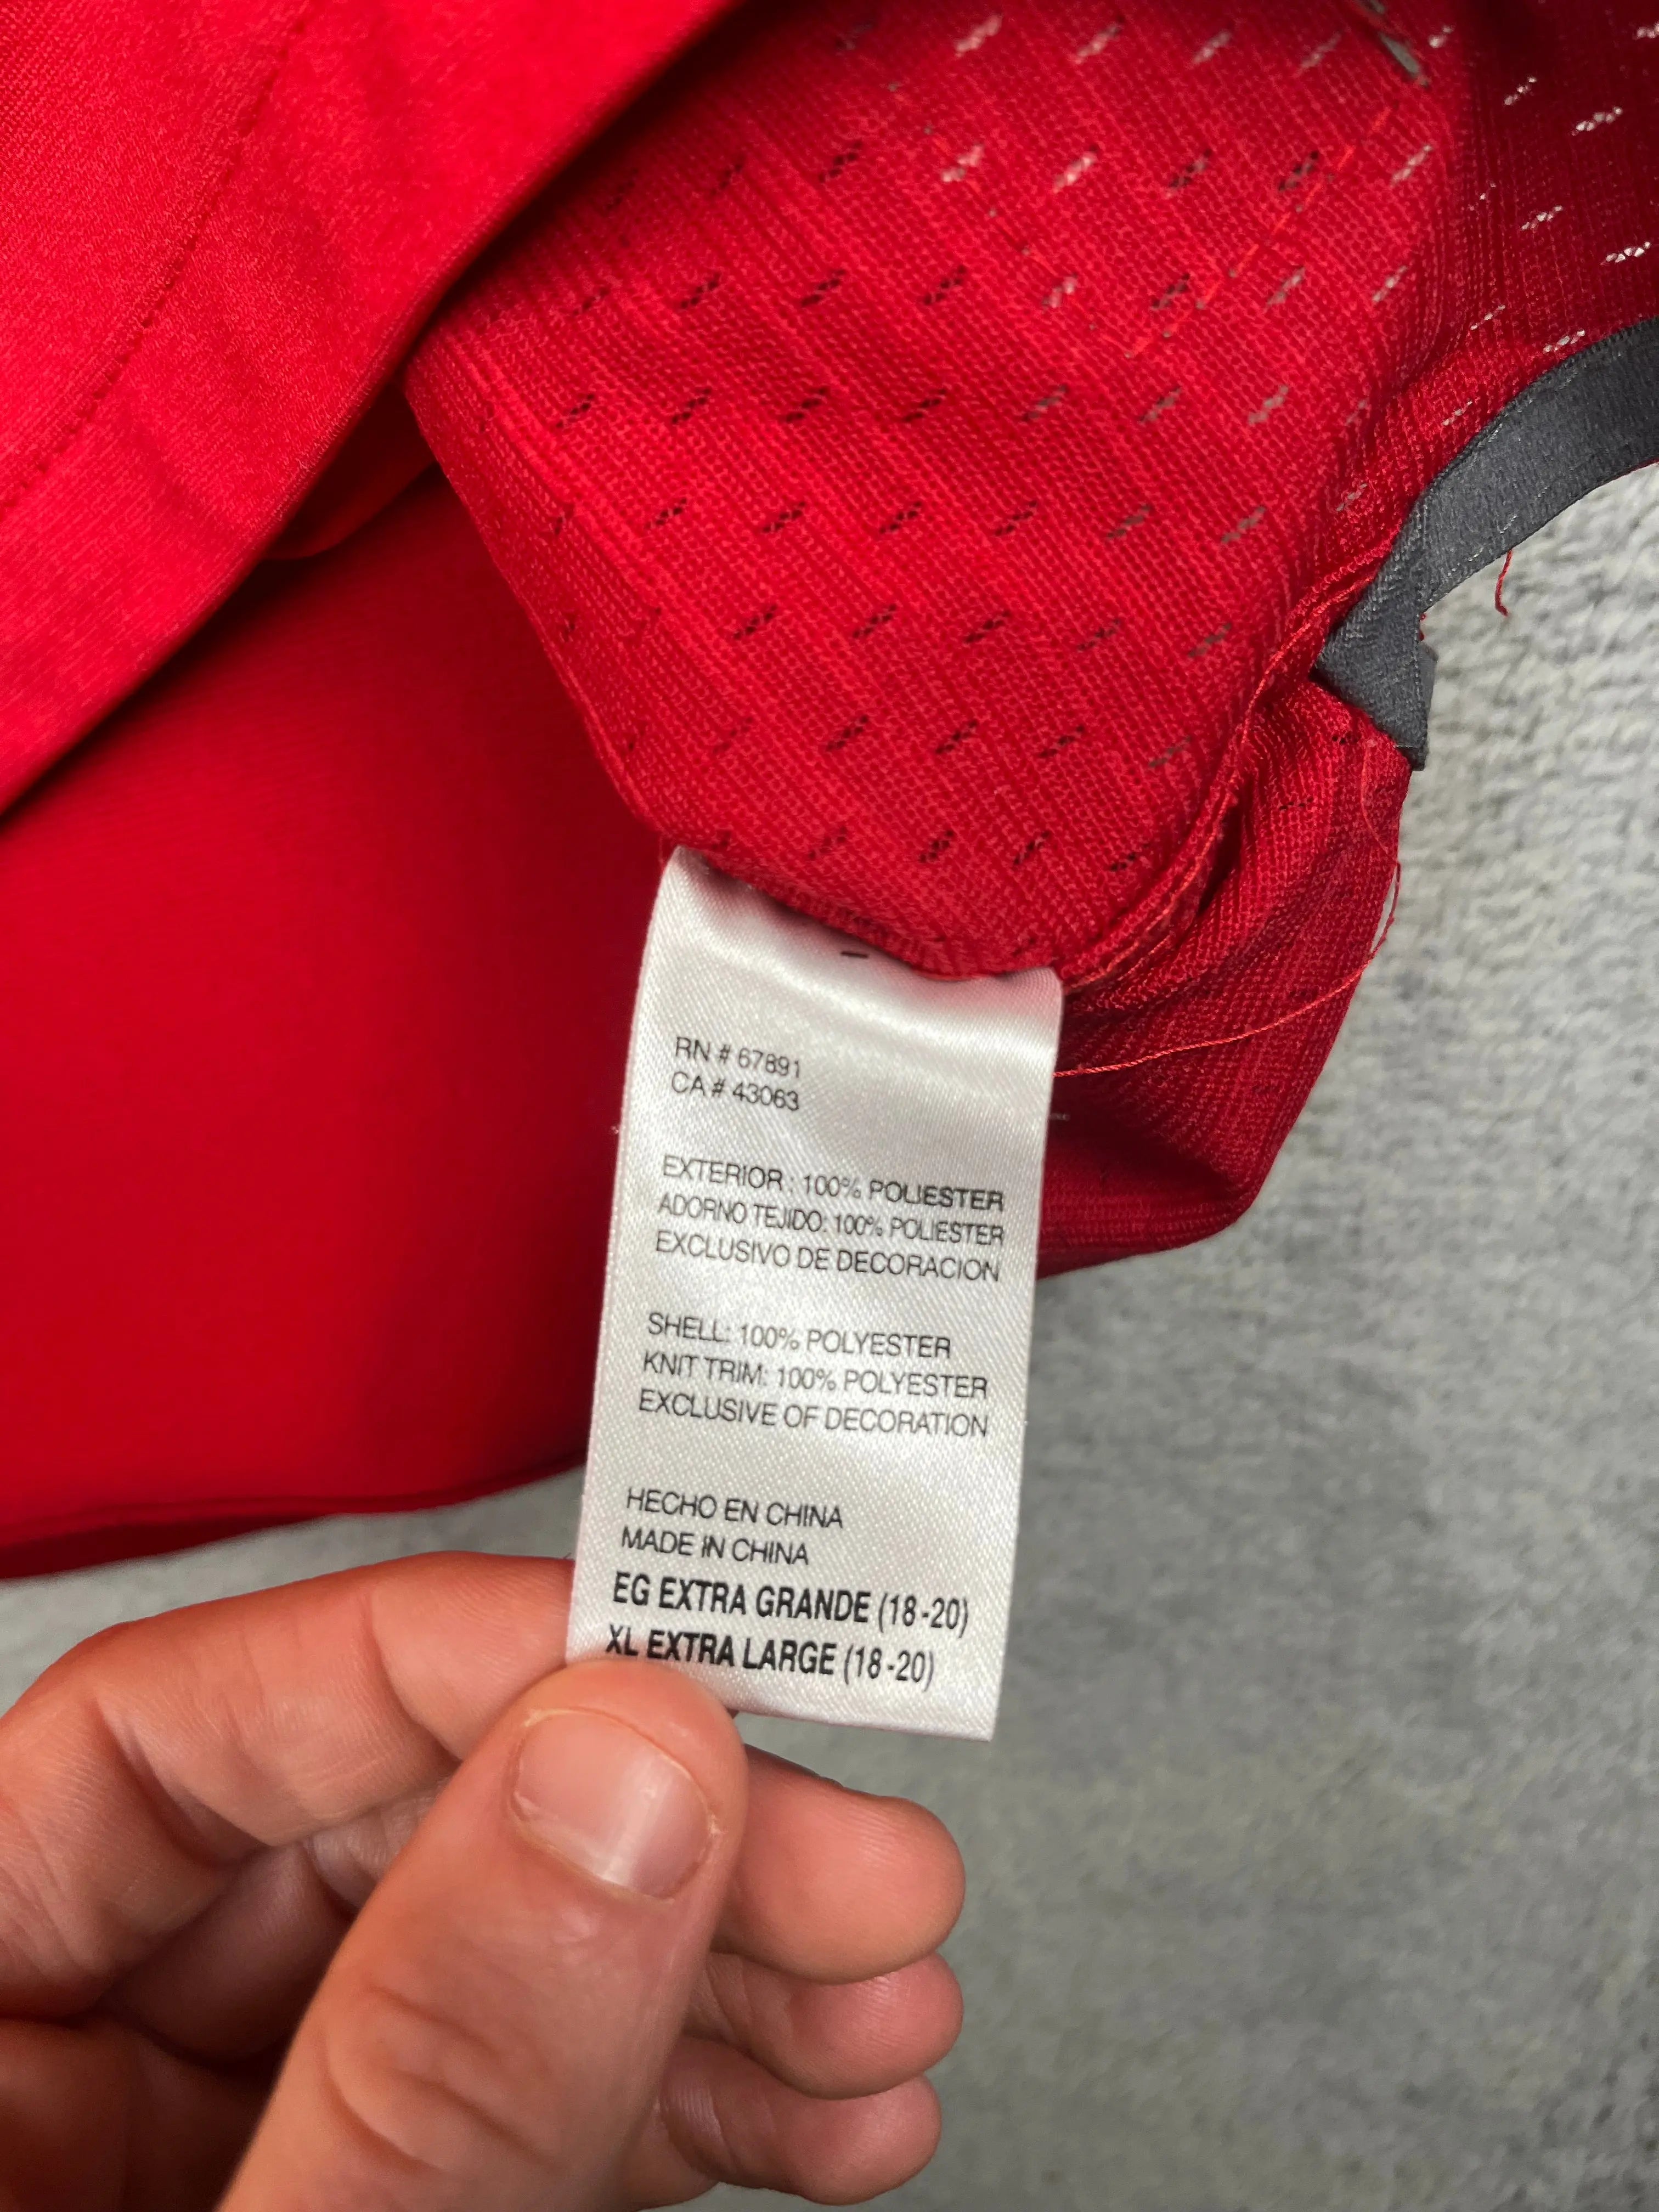 RN # 67891
CA # 43063
EXTERIOR : 100% POLIESTER
ADORNO TEJIDO: 100% POLIESTER
EXCLUSIVO DE DECORACION
SHELL: 100% POLYESTER
KNIT TRIM: 100% POLYESTER
EXCLUSIVE OF DECORATION
HECHO EN CHINA
MADE IN CHINA
EG EXTRA GRANDE (18-20)
XL EXTRA LARGE (18-20)